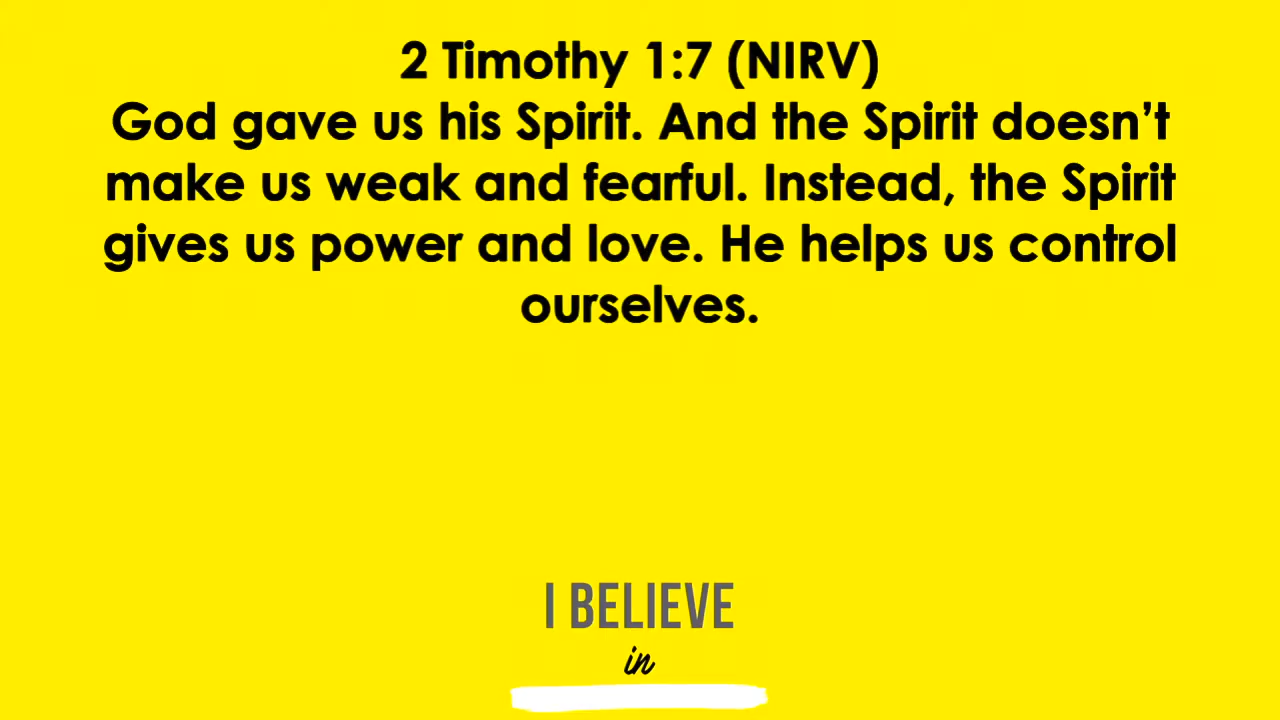 2 Timothy 1:7 (NIRV)
God gave us his Spirit. And the Spirit doesn’t
make us weak and fearful. Instead, the Spirit
gives us power and love. He helps us control
ourselves.
I BELIEVE
in